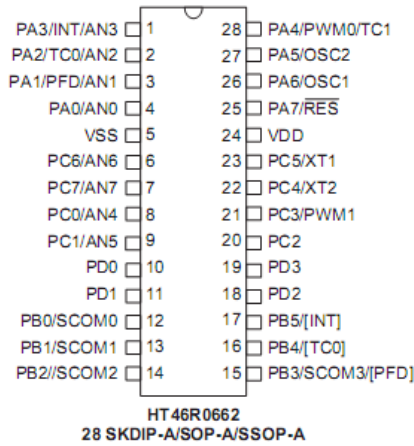 PA3/INT/AN3 1 28 PA4/PWM0/TC1
PA2/TC0/AN2 2 27 PA5/OSC2
PA1/PFD/AN1 3 26 PA6/OSC1
PA0/AN0 4 25 PA7/RES
VSS 5 24 VDD
PC6/AN6 6 23 PC5/XT1
PC7/AN7 7 22 PC4/XT2
PC0/AN4 8 21 PC3/PWM1
PC1/AN5 9 20 PC2
PD0 10 19 PD3
PD1 11 18 PD2
PB0/SCOM0 12 17 PB5/[INT]
PB1/SCOM1 13 16 PB4/[TC0]
PB2//SCOM2 14 15 PB3/SCOM3/[PFD]
HT46R0662
28 SKDIP-A/SOP-A/SSOP-A